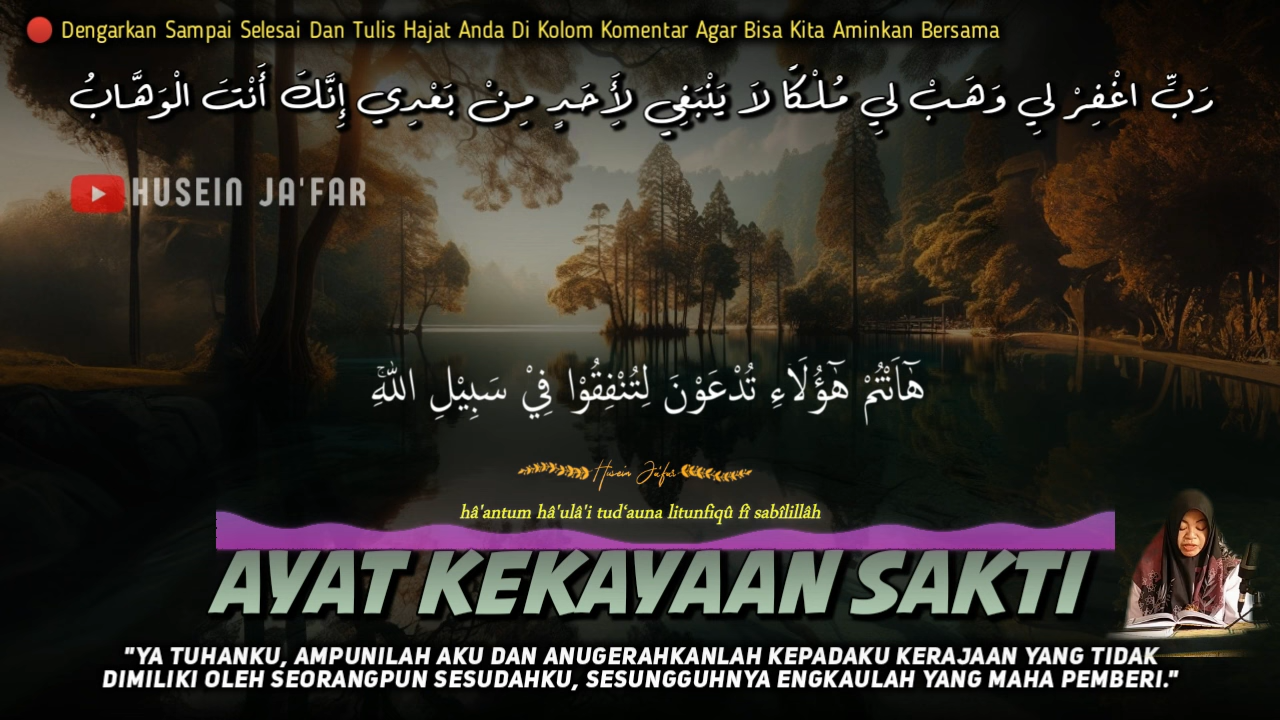 Dengarkan Sampai Selesai Dan Tulis Hajat Anda Di Kolom Komentar Agar Bisa Kita Aminkan Bersama
رَبِّ اغْفِرْ لِي وَهَبْ لِي مُلْكًا لاَ يَنْبَغِي لِأَحَدٍ مِنْ بَعْدِي إِنَّكَ أَنْتَ الْوَهَّابُ
HUSEIN JA'FAR
هٰٓاَنْتُمْ هٰٓؤُلَاۤءِ تُدْعَوْنَ لِتُنْفِقُوْا فِيْ سَبِيْلِ اللّٰهِۚ
Husein Ja'far
hâ'antum hâ'ulâ'i tud‘auna litunfiqû fî sabîlillâh
AYAT KEKAYAAN SAKTI
"YA TUHANKU, AMPUNILAH AKU DAN ANUGERAHKANLAH KEPADAKU KERAJAAN YANG TIDAK
DIMILIKI OLEH SEORANGPUN SESUDAHKU, SESUNGGUHNYA ENGKAULAH YANG MAHA PEMBERI."